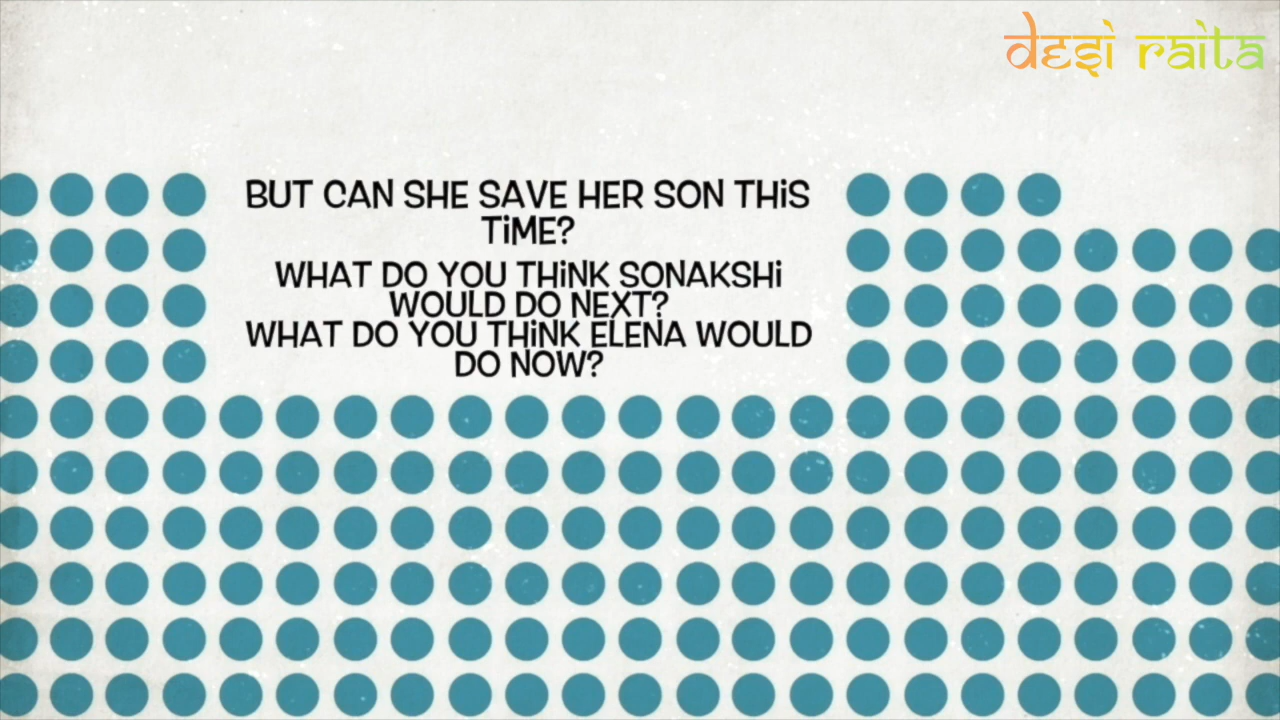 desi raita
BUT CAN SHE SAVE HER SON THiS
TiME?
WHAT DO YOU THiNK SONAKSHi
WOULD DO NEXT?
WHAT DO YOU THiNK ELENA WOULD
DO NOW?